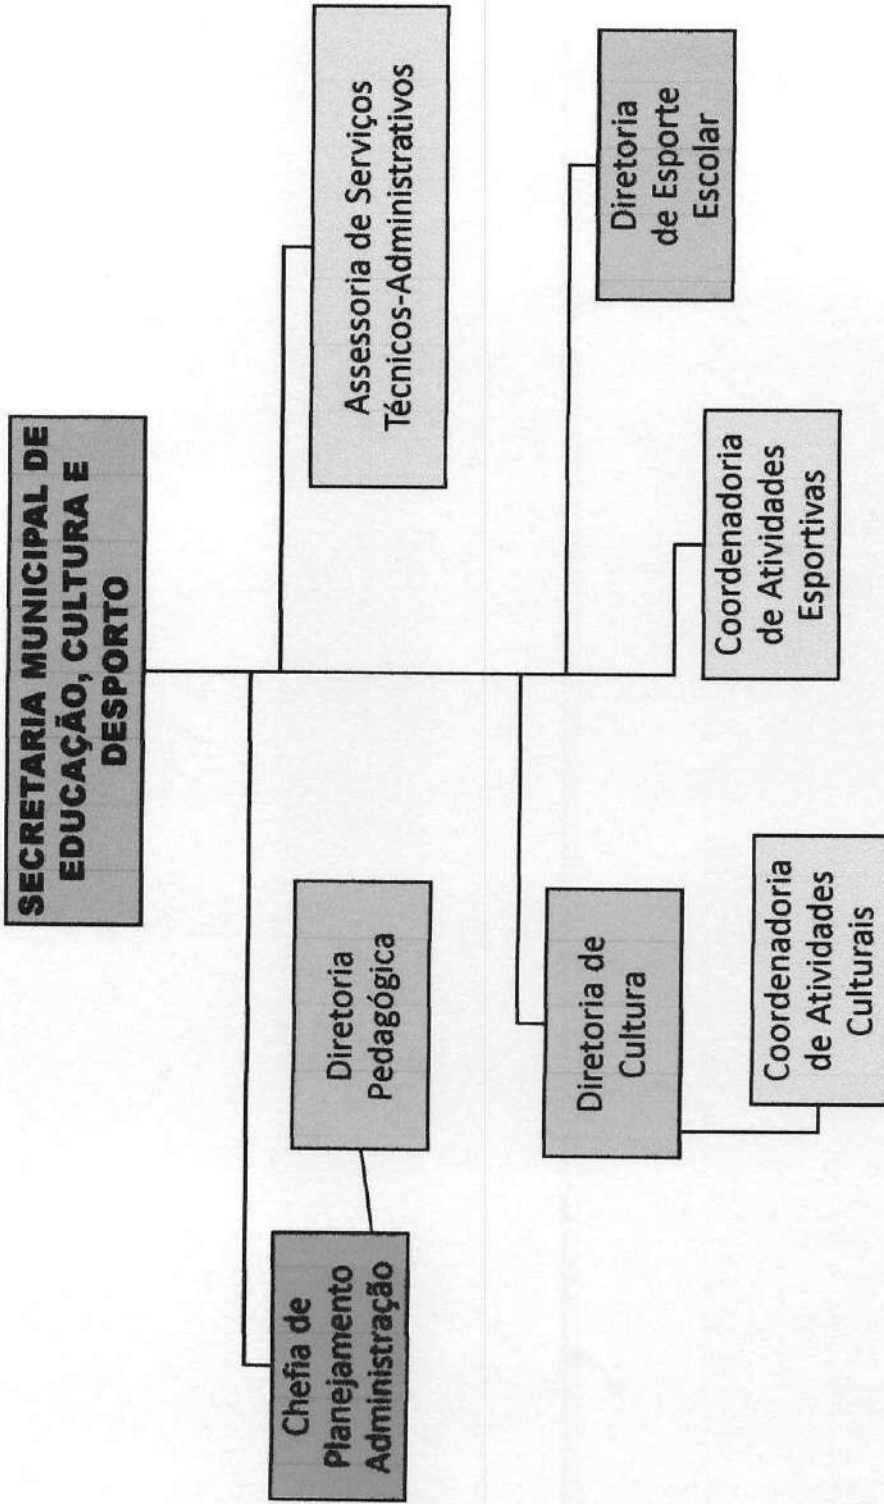 SECRETARIA MUNICIPAL DE
EDUCAÇÃO, CULTURA E
DESPORTO
Chefia de
Planejamento
Administração
Diretoria
Pedagógica
Assessoria de Serviços
Técnicos-Administrativos
Diretoria de
Cultura
Coordenadoria
de Atividades
Culturais
Coordenadoria
de Atividades
Esportivas
Diretoria
de Esporte
Escolar